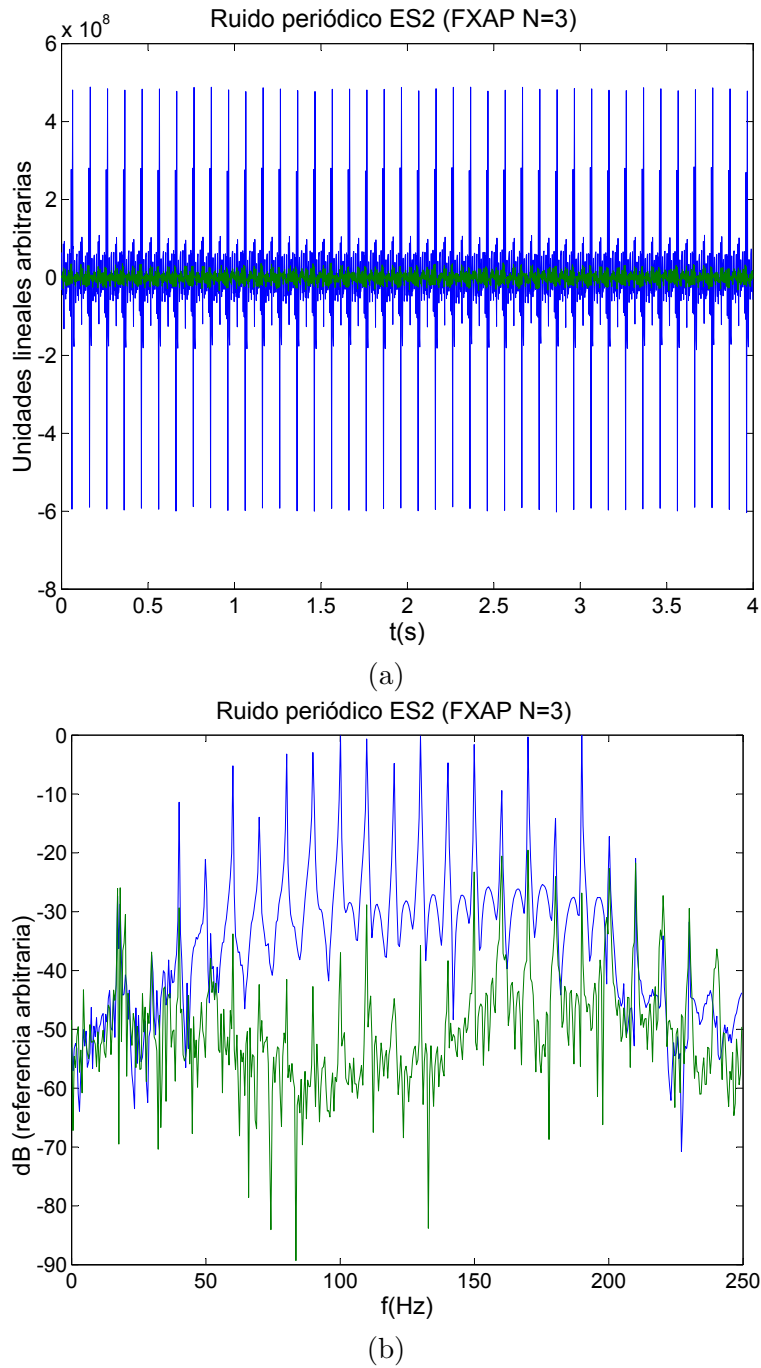 Ruido periódico ES2 (FXAP N=3)
x 10^8
6
4
2
0
-2
-4
-6
-8
Unidades lineales arbitrarias
0 0.5 1 1.5 2 2.5 3 3.5 4
t(s)
(a)
Ruido periódico ES2 (FXAP N=3)
0
-10
-20
-30
-40
-50
-60
-70
-80
-90
dB (referencia arbitraria)
0 50 100 150 200 250
f(Hz)
(b)